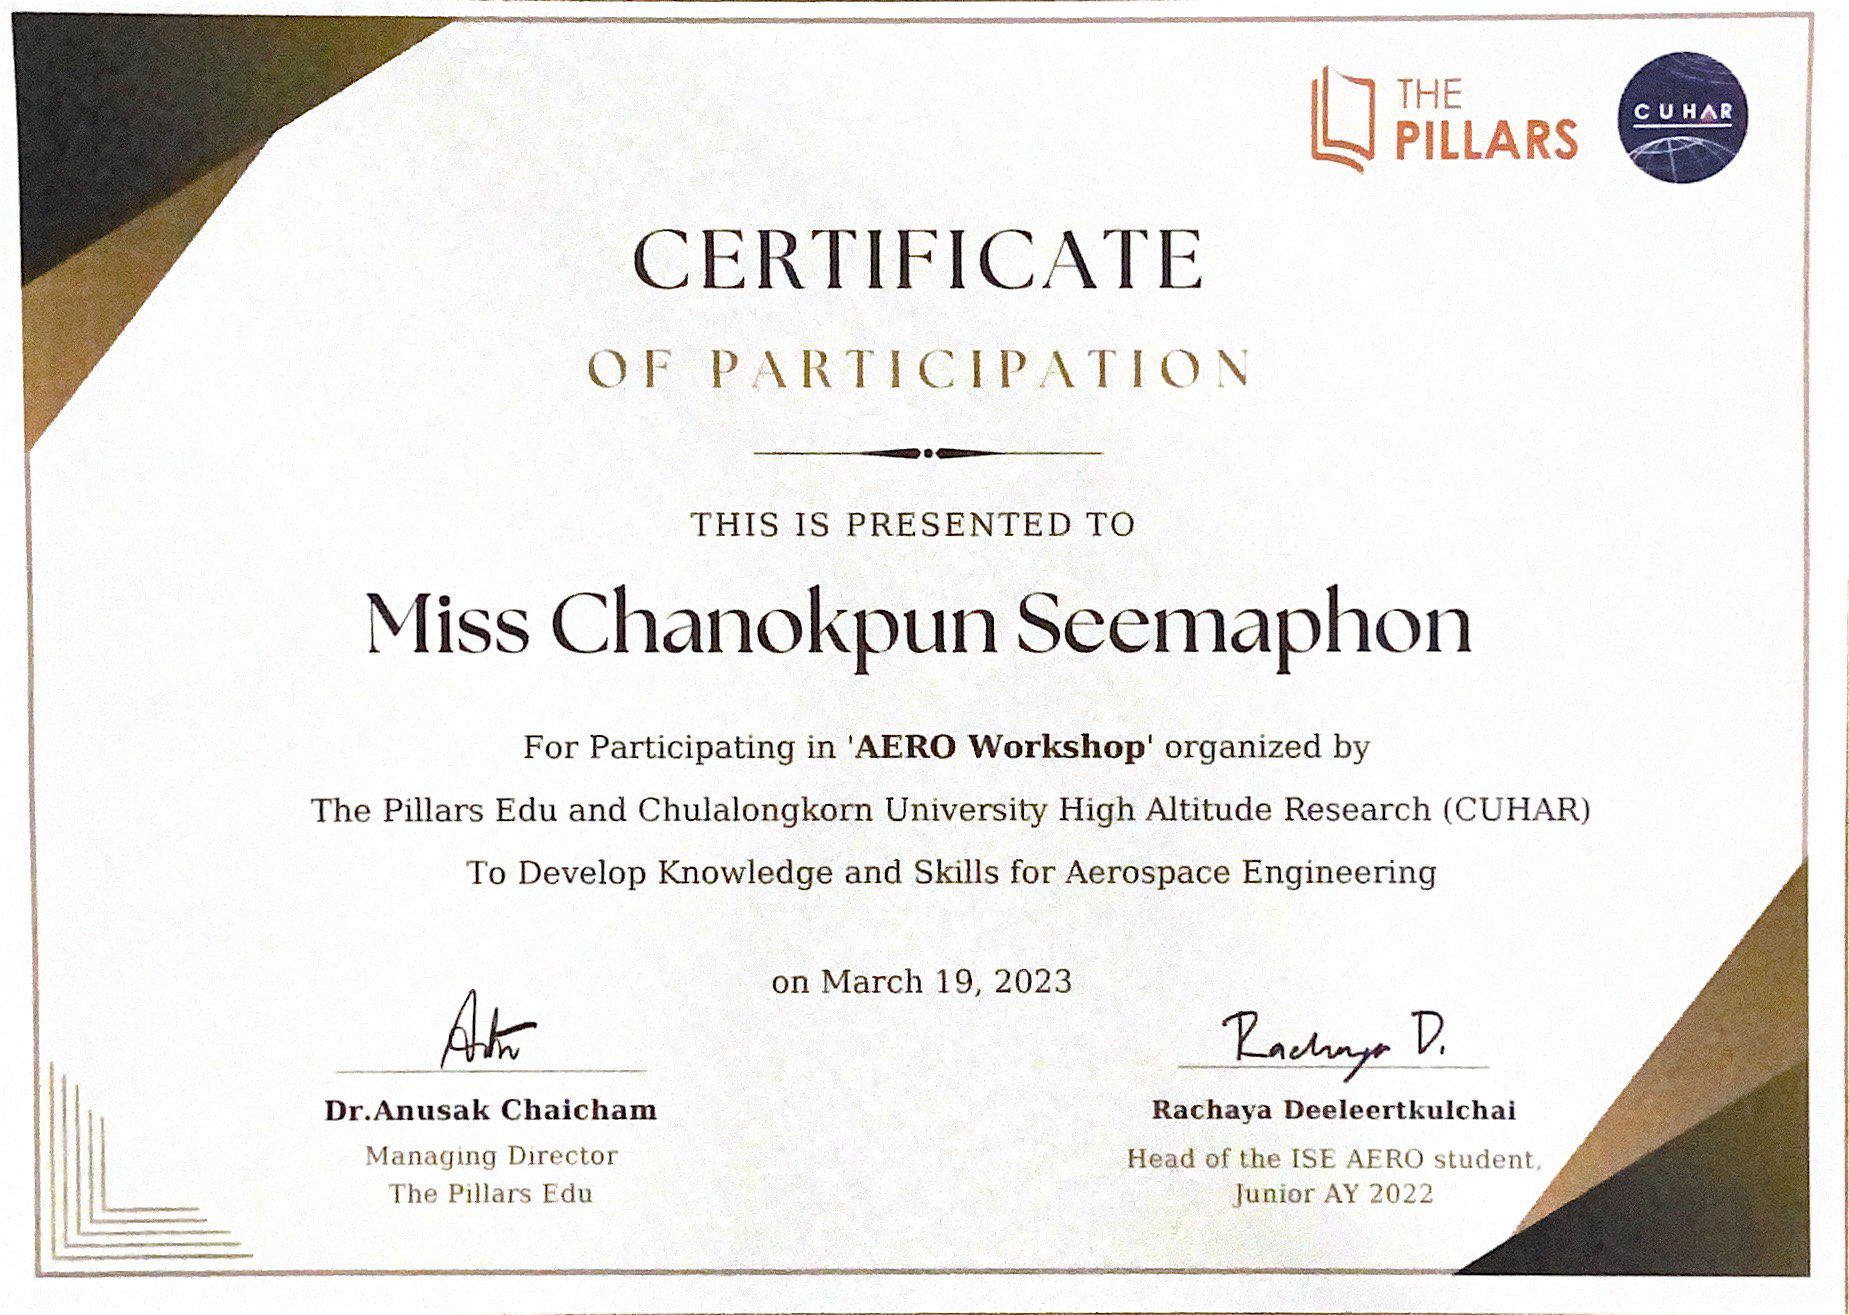 THE
PILLARS
CUHAR
CERTIFICATE
OF PARTICIPATION
THIS IS PRESENTED TO
Miss Chanokpun Seemaphon
For Participating in 'AERO Workshop' organized by
The Pillars Edu and Chulalongkorn University High Altitude Research (CUHAR)
To Develop Knowledge and Skills for Aerospace Engineering
on March 19, 2023
Rachaya D.
Dr.Anusak Chaicham
Rachaya Deeleertkulchai
Managing Director
Head of the ISE AERO student,
The Pillars Edu
Junior AY 2022